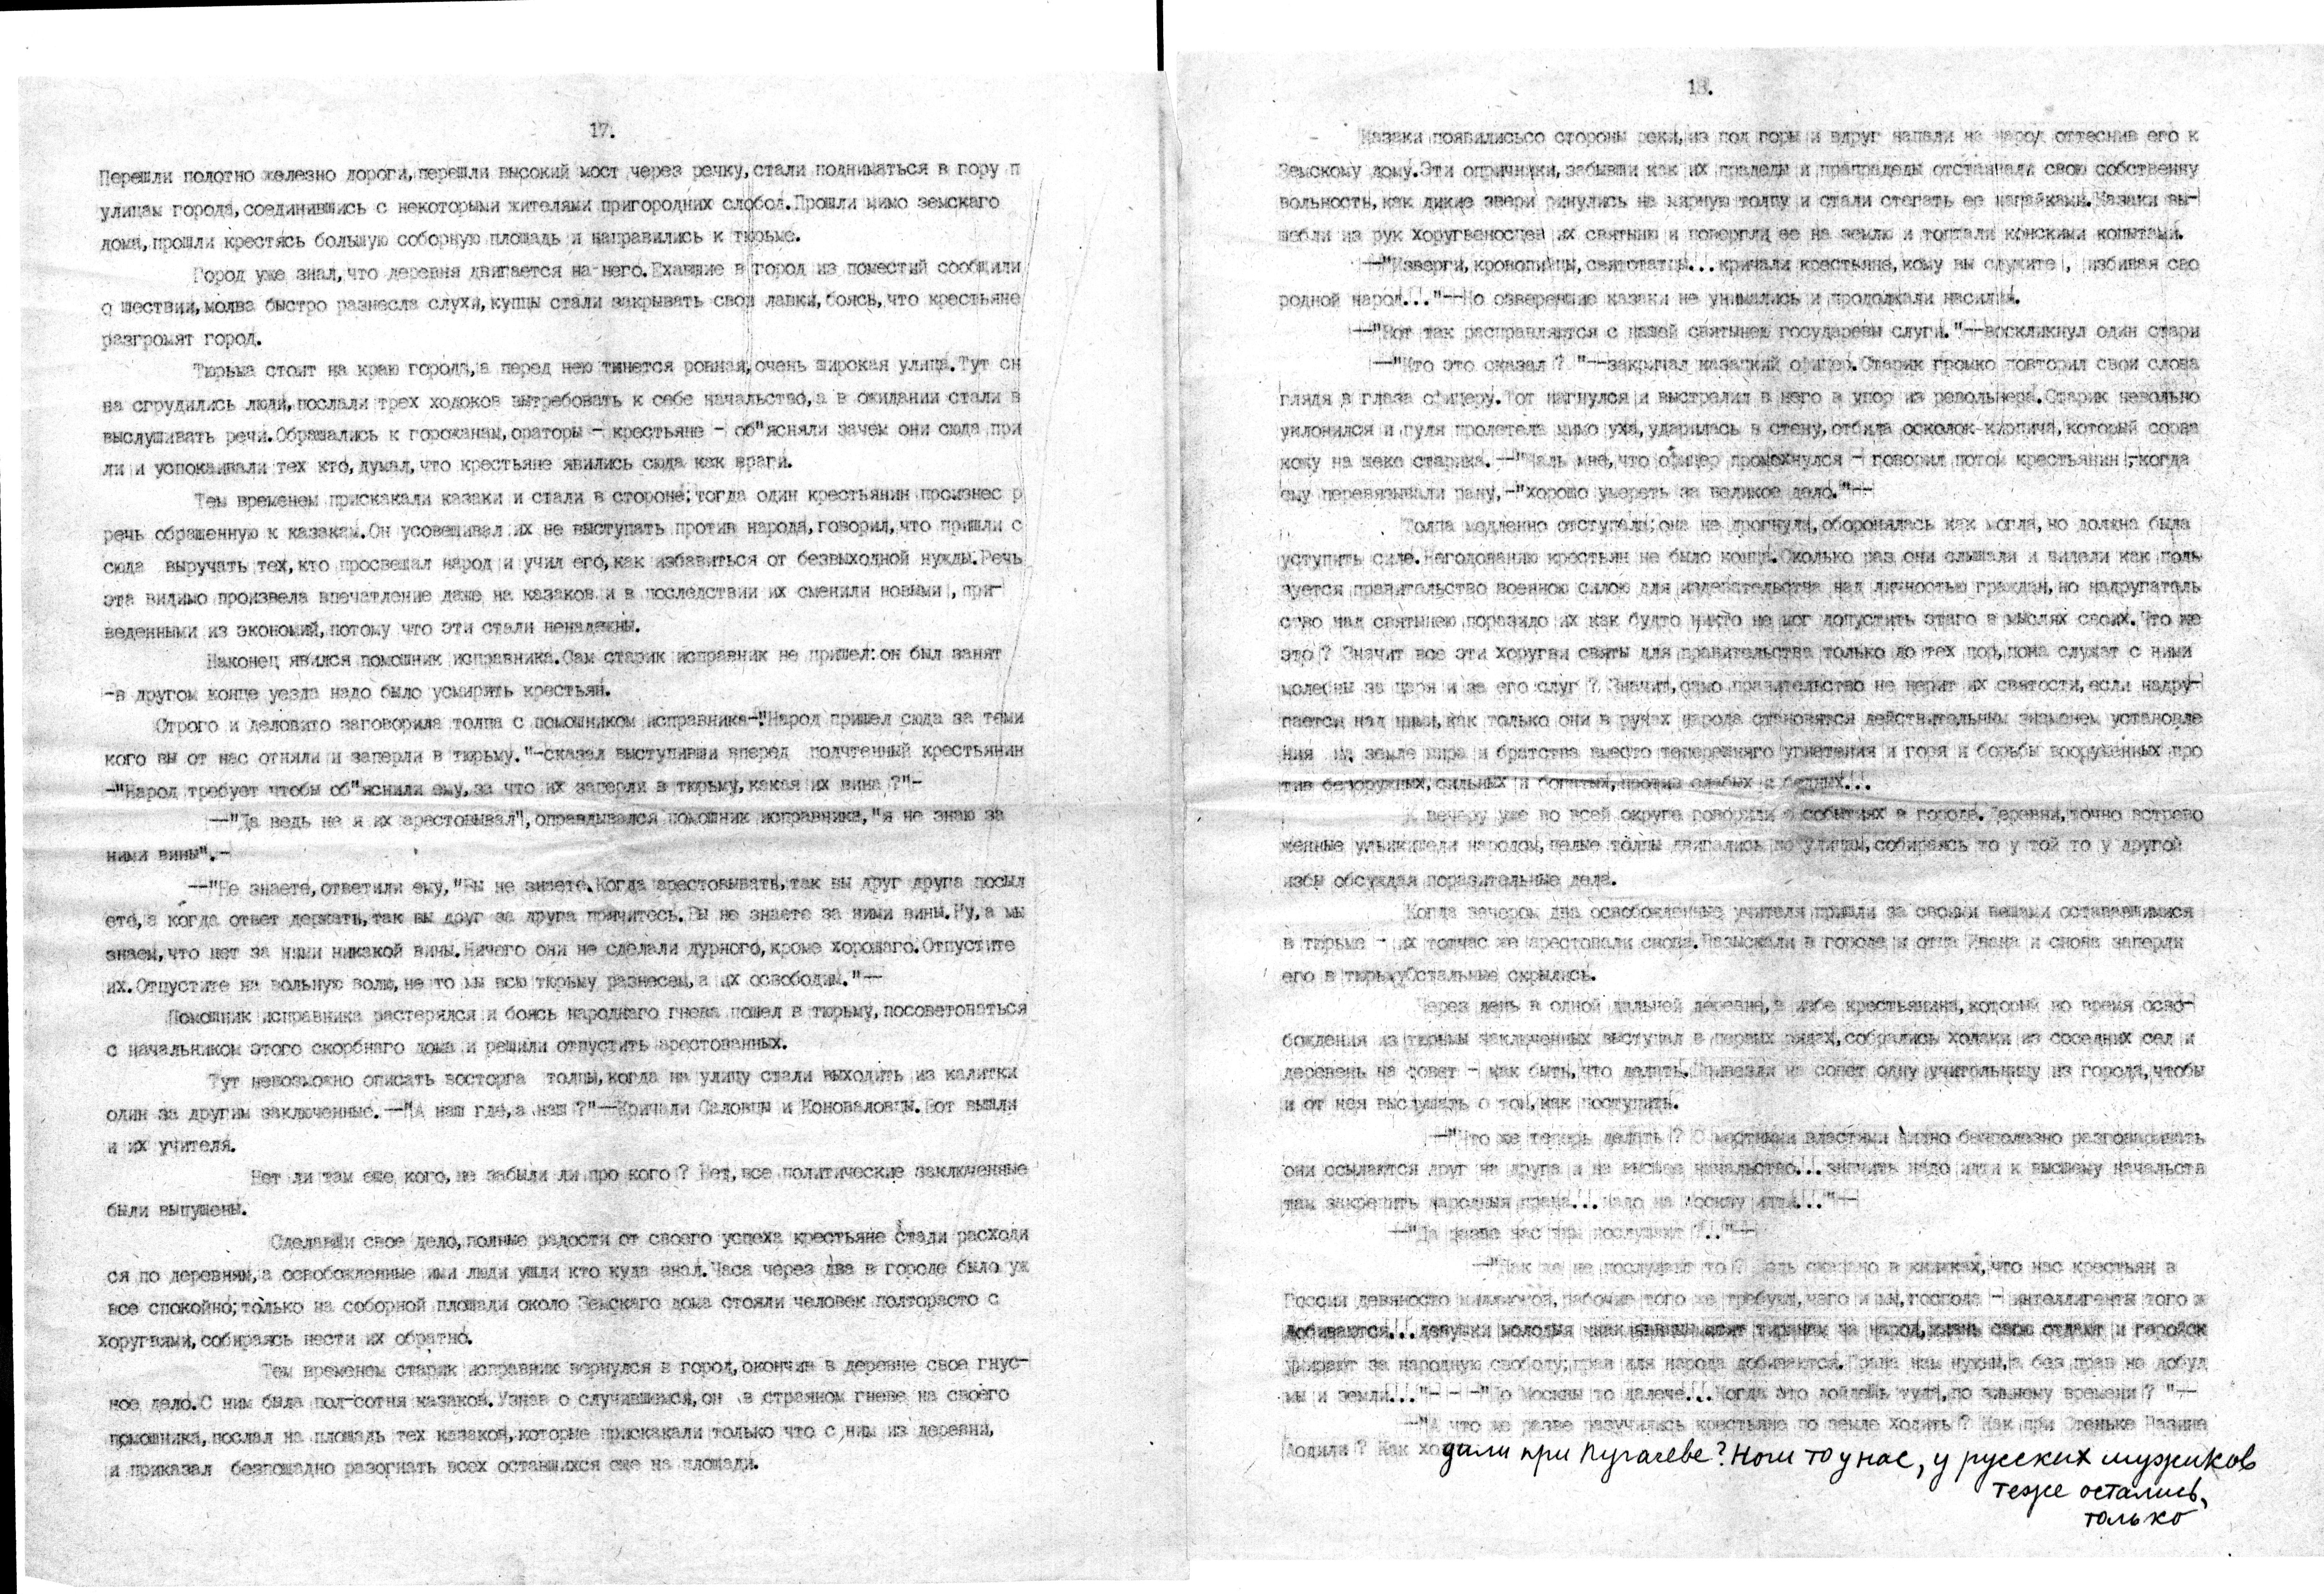 17.
Перешли полотно железно дороги, перешли высокий мост через речку, стали подниматься в гору п
улицам города, соединившись с некоторыми жителями пригородних слобод. Прошли мимо земскаго
дома, прошли крестясь большую соборную площадь и направились к тюрьме.
Город уже знал, что деревня двигается на него. Ехавшие в город из поместий сообщили
о шествии, молва быстро разнесла слухи, купцы стали закрывать свои лавки, боясь, что крестьяне
разгромят город.
Тюрьма стоит на краю города, а перед нею тянется ровная, очень широкая улица. Тут сн
ва сгрудились люди, послали трех ходоков вытребовать к себе начальство, а в ожидании стали в
выслушивать речи. Обращались к горожанам, ораторы - крестьяне - об"ясняли зачем они сюда при
ли и успокаивали тех кто, думал, что крестьяне явились сюда как враги.
Тем временем прискакали казаки и стали в стороне; тогда один крестьянин произнес р
речь обращенную к казакам. Он усовещивал их не выступать против народа, говорил, что пришли с
сюда выручать тех, кто просвещал народ и учил его, как избавиться от безвыходной нужды. Речь
эта видимо произвела впечатление даже на казаков и в последствии их сменили новыми, при-
веденными из экономий, потому что эти стали ненадежны.
Наконец явился помошник исправника. Сам старик исправник не пришел: он был занят
-в другом конце уезда надо было усмирять крестьян.
Строго и деловито заговорила толпа с помошником исправника-"Народ пришел сюда за теми
кого вы от нас отняли и заперли в тюрьму."-сказал выступивши вперед почтенный крестьянин
-"Народ требует чтобы об"яснили ему, за что их заперли в тюрьму, какая их вина ?"-
-"Да ведь не я их арестовывал", оправдывался помошник исправника, "я не знаю за
ними вины".-
--"Не знаете, ответили ему, "Вы не знаете. Когда арестовывать, так вы друг друга посыл
ете, а когда ответ держать, так вы друг за друга прячитесь. Вы не знаете за ними вины. Ну, а мы
знаем, что нет за ними никакой вины. Ничего они не сделали дурного, кроме хорошаго. Отпустите
их. Отпустите на вольную волю, не то мы всю тюрьму разнесем, а их освободим."--
Помошник исправника растерялся и боясь народнаго гнева пошел в тюрьму, посоветоваться
с начальником этого скорбнаго дома и решили отпустить арестованных.
Тут невозможно описать восторга толпы, когда на улицу стали выходить из калитки
один за другим заключенные. --"А наш где, а наш ?"--Кричали Саловцы и Коноваловцы. Вот вышли
и их учителя.
Нет ли там еще кого, не забыли ли про кого ? Нет, все политические заключенные
были выпушены.
Сделавши свое дело, полные радости от своего успеха крестьяне стали расходи
ся по деревням, а освобожденные ими люди ушли кто куда знал. Часа через два в городе было уж
все спокойно; только на соборной площади около Земскаго дома стояли человек полторасто с
хоругвями, собираясь нести их обратно.
Тем временем старик исправник вернулся в город, окончив в деревне свое гнус-
ное дело. С ним была пол-сотня казаков. Узнав о случившимся, он в страяном гневе на своего
помошника, послал на площадь тех казаков, которые прискакали только что с ним из деревни,
и приказал безпощадно разогнать всех оставшихся еще на площади.
18.
Казаки появилисьсо стороны реки, из под горы и вдруг напали на народ оттеснив его к
Земскому дому. Эти опричники, забывши как их прадеды и прапрадеды отстаивали свою собственну
вольность, как дикие звери ринулись на мирную толпу и стали стегать ее нагайками. Казаки вы-
шебли из рук хоругвеносцев их святыню и повергли ее на землю и топтали конскими копытами.
--"Изверги, кровопийцы, святотатцы... кричали крестьяне, кому вы служите, избивая сво
родной народ!!."--Но озверевшие казаки не унимались и продолжали насилия.
--"Вот так расправляются с нашей святынею государевы слуги."--воскликнул один стари
--"Кто это сказал ? "--закричал казацкий офицер. Старик громко повторил свои слова
глядя в глаза офицеру. Тот нагнулся и выстрелил в него в упор из револьвера. Старик невольно
уклонился и пуля пролетела мимо уха, ударилась в стену, отбила осколок кирпича, который сорва
кожу на щеке старика. --"Жаль мне, что офицер промахнулся - говорил потом крестьянин,-когда
ему перевязывали рану,-"хорошо умереть за великое дело."--
Толпа медленно отступала; она не дрогнула, оборонялась как могла, но должна была
уступить силе. Негодованию крестьян не было конца. Сколько раз они слышали и видели как поль
зуется правительство военною силою для издевательства над личностью граждан, но надругатель
ство над святынею поразило их как будто никто не мог допустить этаго в мыслях своих. Что же
это ? Значит все эти хоругви святы для правительства только до тех пор, пока служат с ними
молебны за царя и за его слуг ? Значит, само правительство не верит их святости, если надру-
гается над ними, как только они в руках народа становятся действительным знаменем установле
ния на земле мира и братства вместо теперешняго угнетения и горя и борьбы вооруженных про
тив безоружных, сильных и богатых, против слабых и бедных!!.
К вечеру уже во всей округе говорили о событиях в городе. Деревни, точно встрево
женные ульи кишели народом, целые толпы двигались по улицам, собираясь то у той то у другой
избы обсуждая поразительные дела.
Когда вечером два освобожденные учителя пришли за своими вещами остававшимися
в тюрьме - их тотчас же арестовали снова. Разыскали в городе и отца Ивана и снова заперли
его в тюрьму Остальные скрылись.
Через день в одной дальней деревне, в избе крестьянина, который во время осво-
бождения из тюрьмы заключенных выступал в первых рядах, собрались ходаки из соседних сел и
деревень на совет - как быть, что делать. Привезли на совет одну учительницу из города, чтобы
и от нея выслушать о том, как поступить.
--"Что же теперь делать ? С местными властями видно безполезно разговаривать
они ссылаются друг на друга и на высшее начальство!!. значить надо идти к высшему начальств
там закрепить народныя права!!. Надо на Москву идти!!."--
--"Да разве нас там послушают ?!."--
--"Как же не послушают то ? Ведь сказано в книжках, что нас крестьян в
России девяносто миллионов, рабочие того же требуют, чего и мы, господа - интеллигенты того ж
добиваются!!. девушки молодыя мстят тиранам за народ, жизнь свою отдают и геройск
умирают за народную свободу; прав для народа добиваются. Права нам нужны, а без прав не добуд
мы и земли!!."- - -"До Москвы то далече!!. Когда это дойдешь туда, по зимнему времени ? "--
--"А что же разве разучились крестьяне по земле ходить ? Как при Стеньке Разине
ходили ? Как хо дили при Пугачеве? Ноги то у нас, у русских мужиков
теже остались,
только